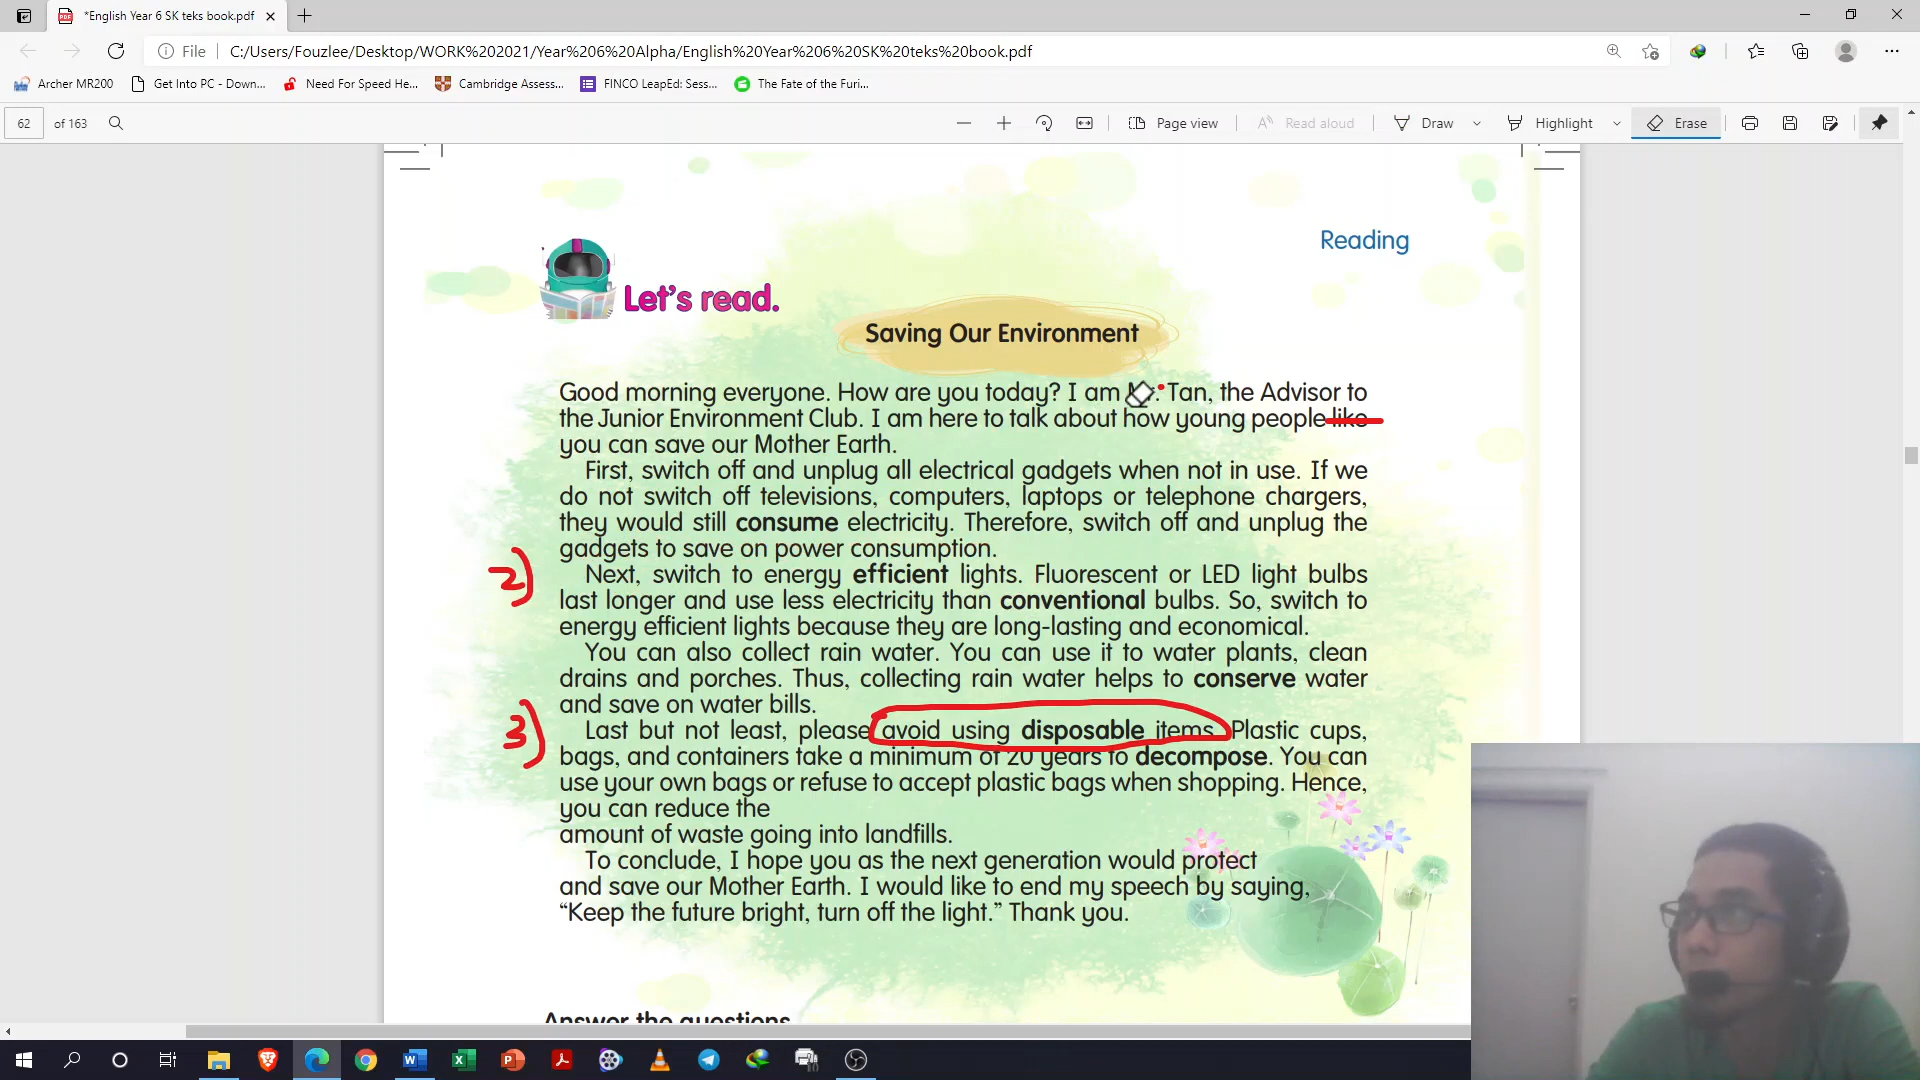 *English Year 6 SK teks book.pdf
File C:/Users/Fouzlee/Desktop/WORK%202021/Year%206%20Alpha/English%20Year%206%20SK%20teks%20book.pdf
Archer MR200 Get Into PC - Down... Need For Speed He... Cambridge Assess... FINCO LeapEd: Sess... The Fate of the Furi...
62 of 163 Page view Read aloud Draw Highlight Erase
Reading
Let's read.
Saving Our Environment
Good morning everyone. How are you today? I am Tan, the Advisor to
the Junior Environment Club. I am here to talk about how young people like
you can save our Mother Earth.
First, switch off and unplug all electrical gadgets when not in use. If we
do not switch off televisions, computers, laptops or telephone chargers,
they would still consume electricity. Therefore, switch off and unplug the
gadgets to save on power consumption.
2) Next, switch to energy efficient lights. Fluorescent or LED light bulbs
last longer and use less electricity than conventional bulbs. So, switch to
energy efficient lights because they are long-lasting and economical.
You can also collect rain water. You can use it to water plants, clean
drains and porches. Thus, collecting rain water helps to conserve water
and save on water bills.
3) Last but not least, please avoid using disposable items. Plastic cups,
bags, and containers take a minimum of 20 years to decompose. You can
use your own bags or refuse to accept plastic bags when shopping. Hence,
you can reduce the
amount of waste going into landfills.
To conclude, I hope you as the next generation would protect
and save our Mother Earth. I would like to end my speech by saying,
“Keep the future bright, turn off the light.” Thank you.
Answer the questions